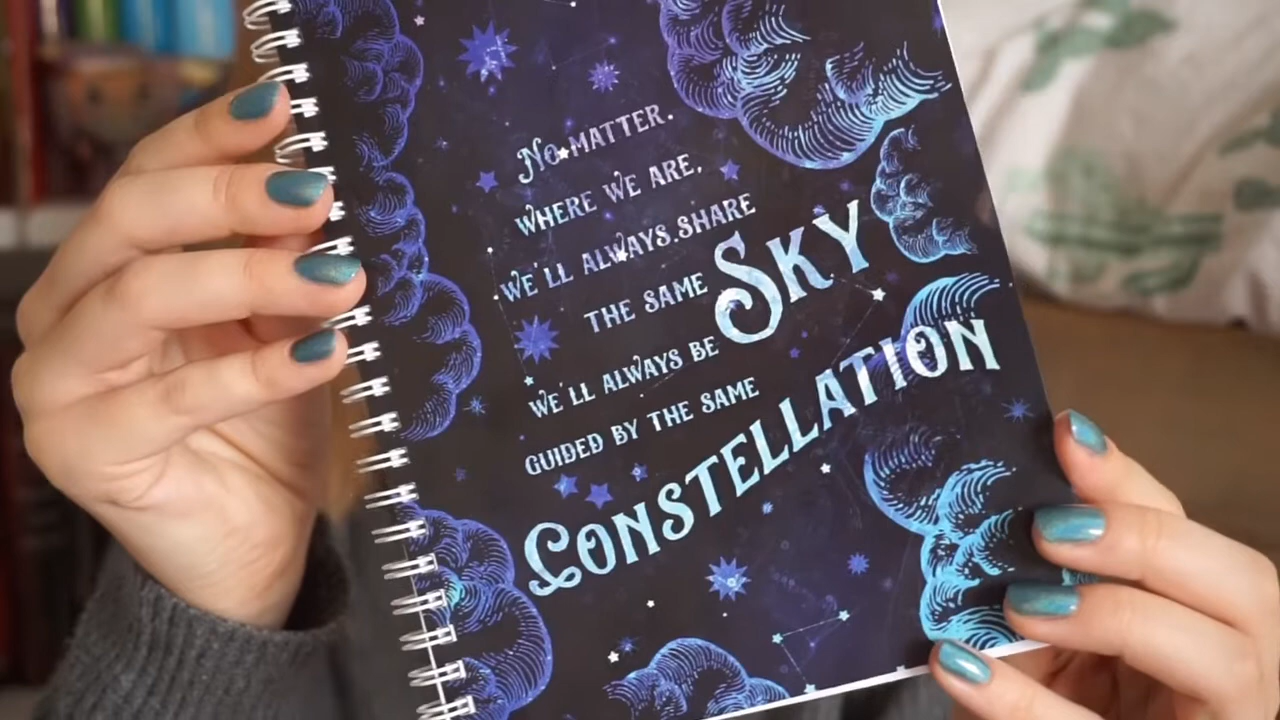 No MATTER.
WHERE WE ARE,
WE'LL ALWAYS SHARE
THE SAME SKY
WE'LL ALWAYS BE
GUIDED BY THE SAME
CONSTELLATION